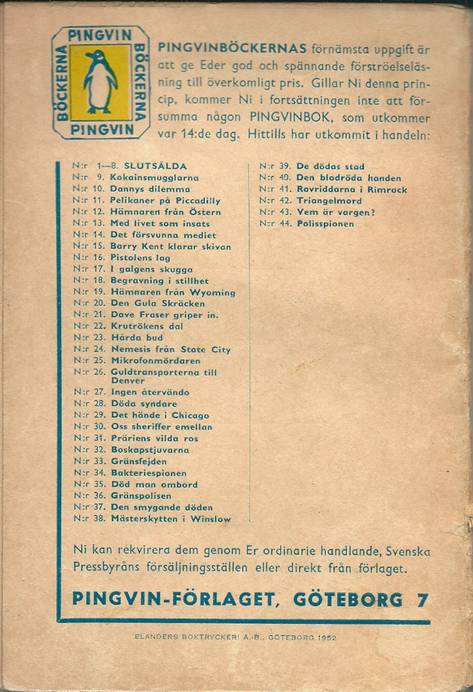 PINGVIN
BÖCKERNA
BÖCKERNA
PINGVIN
PINGVINBÖCKERNAS förnämsta uppgift är
att ge Eder god och spännande förströelseläs-
ning till överkomligt pris. Gillar Ni denna prin-
cip, kommer Ni i fortsättningen inte att för-
summa någon PINGVINBOK, som utkommer
var 14:de dag. Hittills har utkommit i handeln:
N:r 1—8. SLUTSÅLDA
N:r 9. Kokainsmugglarna
N:r 10. Dannys dilemma
N:r 11. Pelikaner på Piccadilly
N:r 12. Hämnaren från Östern
N:r 13. Med livet som insats
N:r 14. Det försvunna mediet
N:r 15. Barry Kent klarar skivan
N:r 16. Pistolens lag
N:r 17. I galgens skugga
N:r 18. Begravning i stillhet
N:r 19. Hämnaren från Wyoming
N:r 20. Den Gula Skräcken
N:r 21. Dave Fraser griper in.
N:r 22. Krutrökens dal
N:r 23. Hårda bud
N:r 24. Nemesis från State City
N:r 25. Mikrofonmördaren
N:r 26. Guldtransporterna till
Denver
N:r 27. Ingen återvändo
N:r 28. Döda syndare
N:r 29. Det hände i Chicago
N:r 30. Oss sheriffer emellan
N:r 31. Präriens vilda ros
N:r 32. Boskapstjuvarna
N:r 33. Gränsfejden
N:r 34. Bakteriespionen
N:r 35. Död man ombord
N:r 36. Gränspolisen
N:r 37. Den smygande döden
N:r 38. Mästerskytten i Winslow
N:r 39. De dödas stad
N:r 40. Den blodröda handen
N:r 41. Rovriddarna i Rimrock
N:r 42. Triangelmord
N:r 43. Vem är vargen?
N:r 44. Polisspionen
Ni kan rekvirera dem genom Er ordinarie handlande, Svenska
Pressbyråns försäljningsställen eller direkt från förlaget.
PINGVIN-FÖRLAGET, GÖTEBORG 7
ELANDERS BOKTRYCKERI A.-B., GÖTEBORG 1952